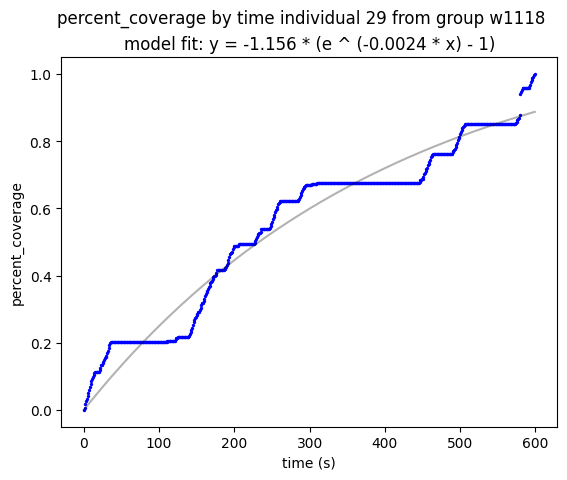 percent_coverage by time individual 29 from group w1118
model fit: y = -1.156 * (e ^ (-0.0024 * x) - 1)
1.0
0.8
0.6
0.4
0.2
0.0
percent_coverage
0 100 200 300 400 500 600
time (s)